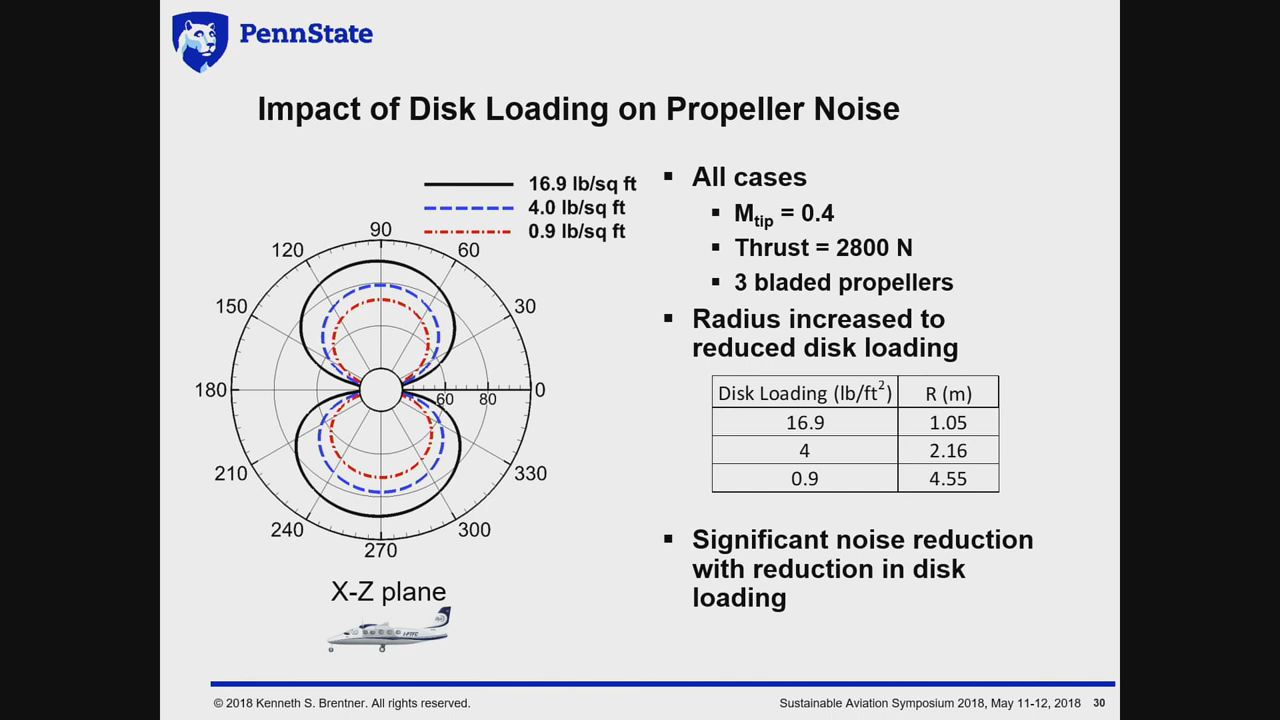 PennState
Impact of Disk Loading on Propeller Noise
16.9 lb/sq ft
4.0 lb/sq ft
0.9 lb/sq ft
90
120
60
150
30
180
0
60
80
210
330
240
300
270
X-Z plane
I-PTFC
▪ All cases
▪ Mtip = 0.4
▪ Thrust = 2800 N
▪ 3 bladed propellers
▪ Radius increased to
reduced disk loading
Disk Loading (lb/ft²) R (m)
16.9 1.05
4 2.16
0.9 4.55
▪ Significant noise reduction
with reduction in disk
loading
© 2018 Kenneth S. Brentner. All rights reserved.
Sustainable Aviation Symposium 2018, May 11-12, 2018 30